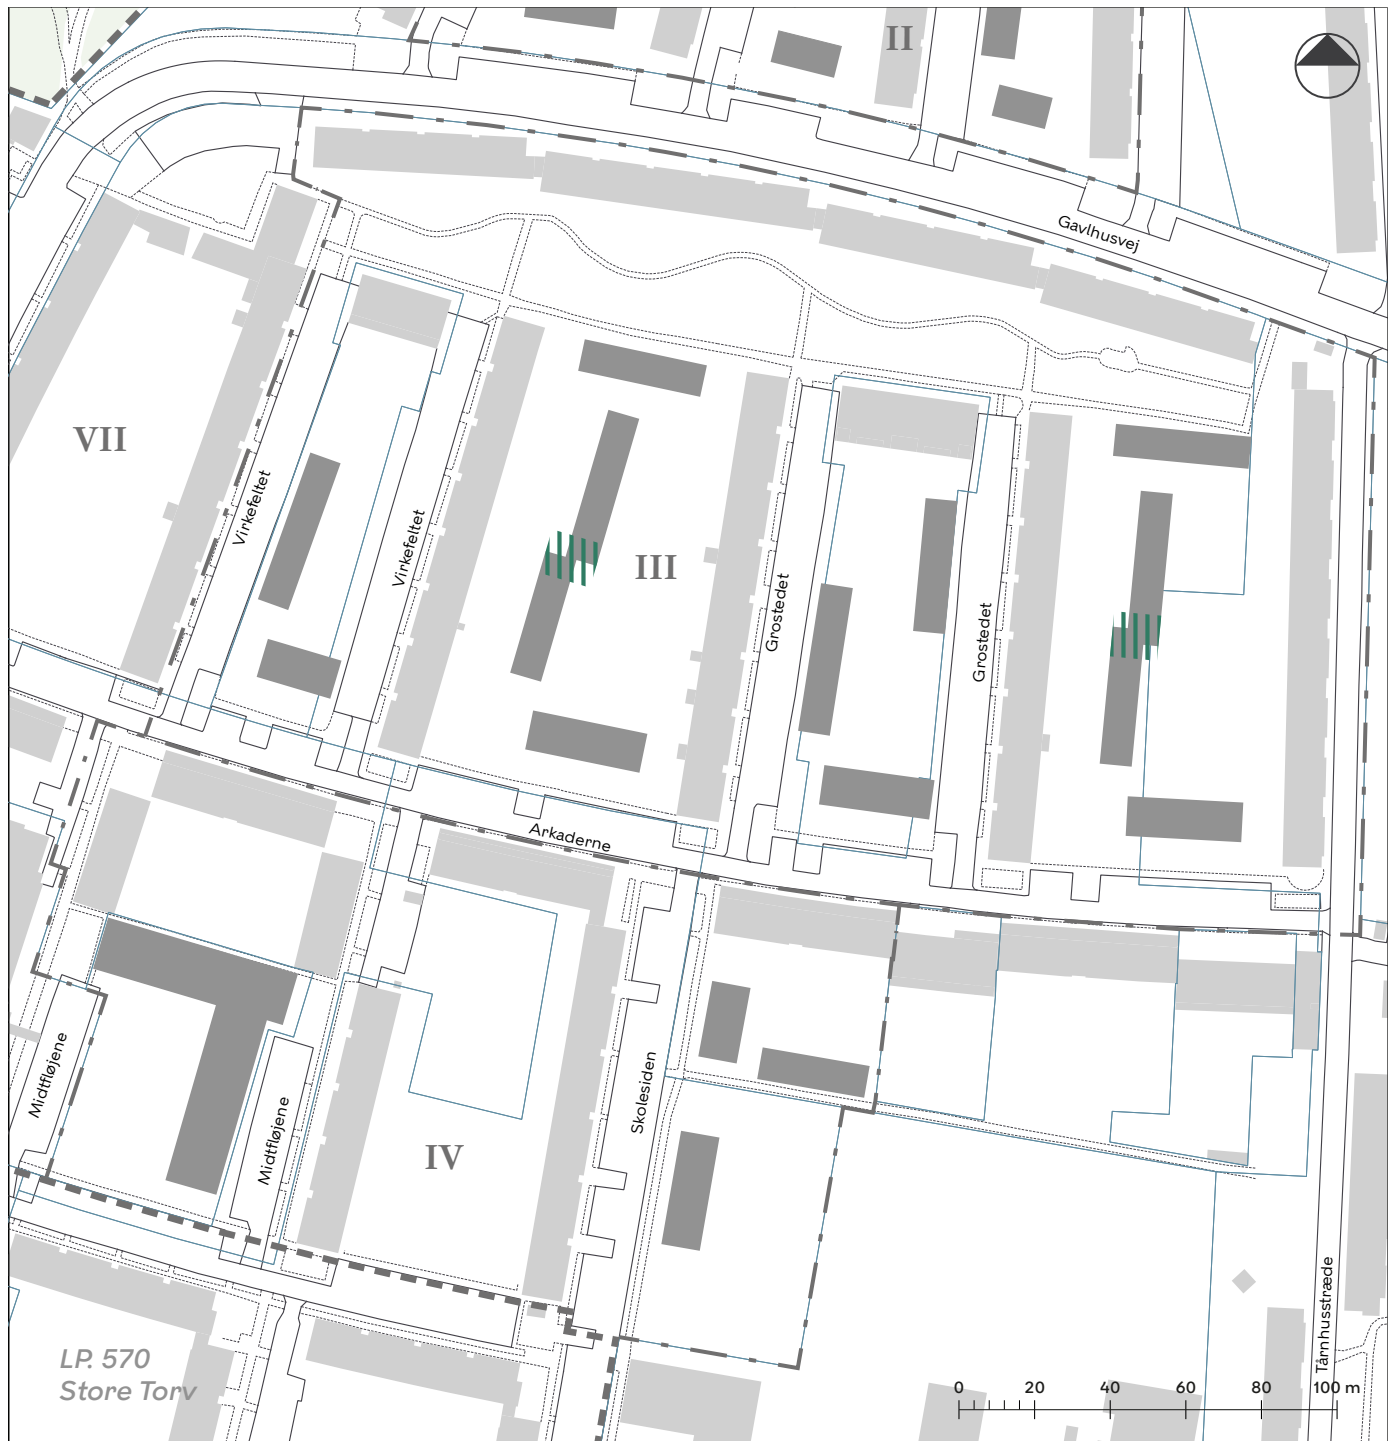 II
Gavlhusvej
VII
Virkefeltet
Virkefeltet
III
Grostedet
Grostedet
Arkaderne
Midtfløjene
Midtfløjene
Skolesiden
IV
Tårnhusstræde
LP. 570
Store Torv
0 20 40 60 80 100 m